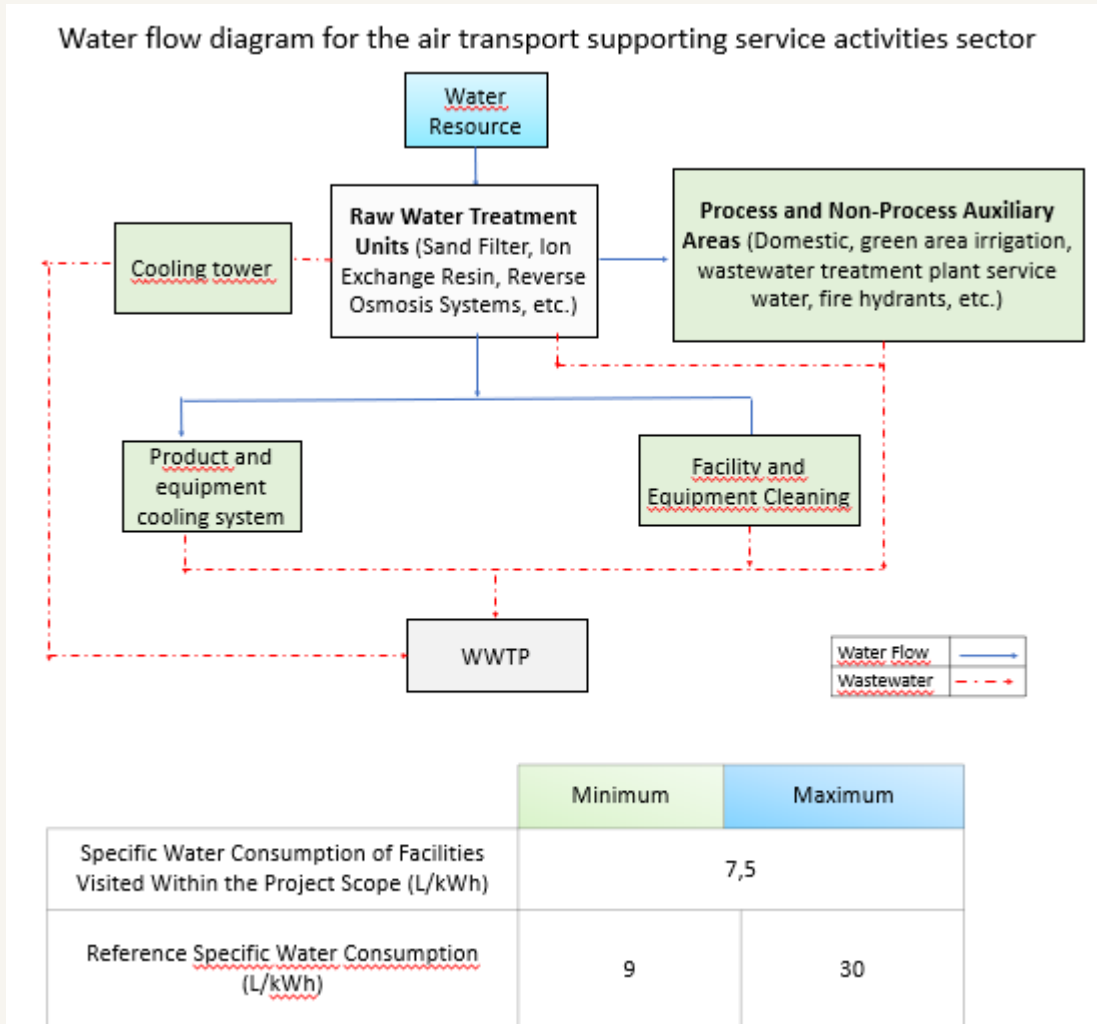 Water flow diagram for the air transport supporting service activities sector
Water
Resource
Raw Water Treatment
Units (Sand Filter, Ion
Exchange Resin, Reverse
Osmosis Systems, etc.)
Process and Non-Process Auxiliary
Areas (Domestic, green area irrigation,
wastewater treatment plant service
water, fire hydrants, etc.)
Cooling tower
Product and
equipment
cooling system
Facility and
Equipment Cleaning
WWTP
Water Flow
Wastewater
Minimum
Maximum
Specific Water Consumption of Facilities
Visited Within the Project Scope (L/kWh)
7,5
Reference Specific Water Consumption
(L/kWh)
9
30